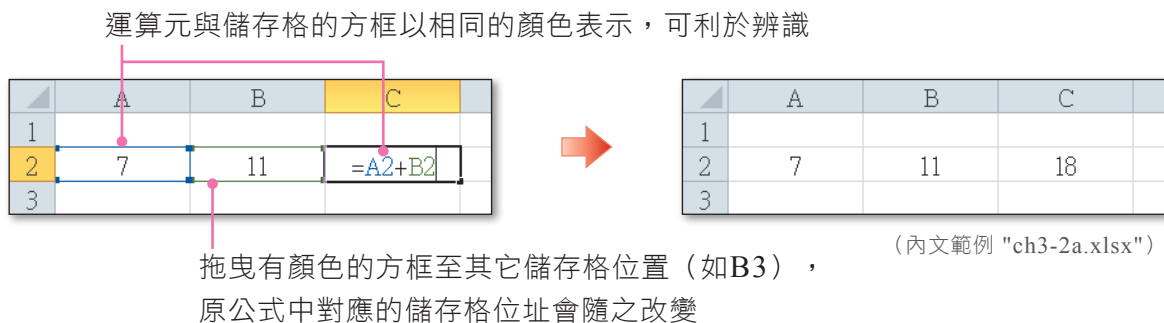 運算元與儲存格的方框以相同的顏色表示，可利於辨識
A B C
1
2 7 11 =A2+B2
3
A B C
1
2 7 11 18
3
（內文範例 "ch3-2a.xlsx"）
拖曳有顏色的方框至其它儲存格位置（如B3），
原公式中對應的儲存格位址會隨之改變